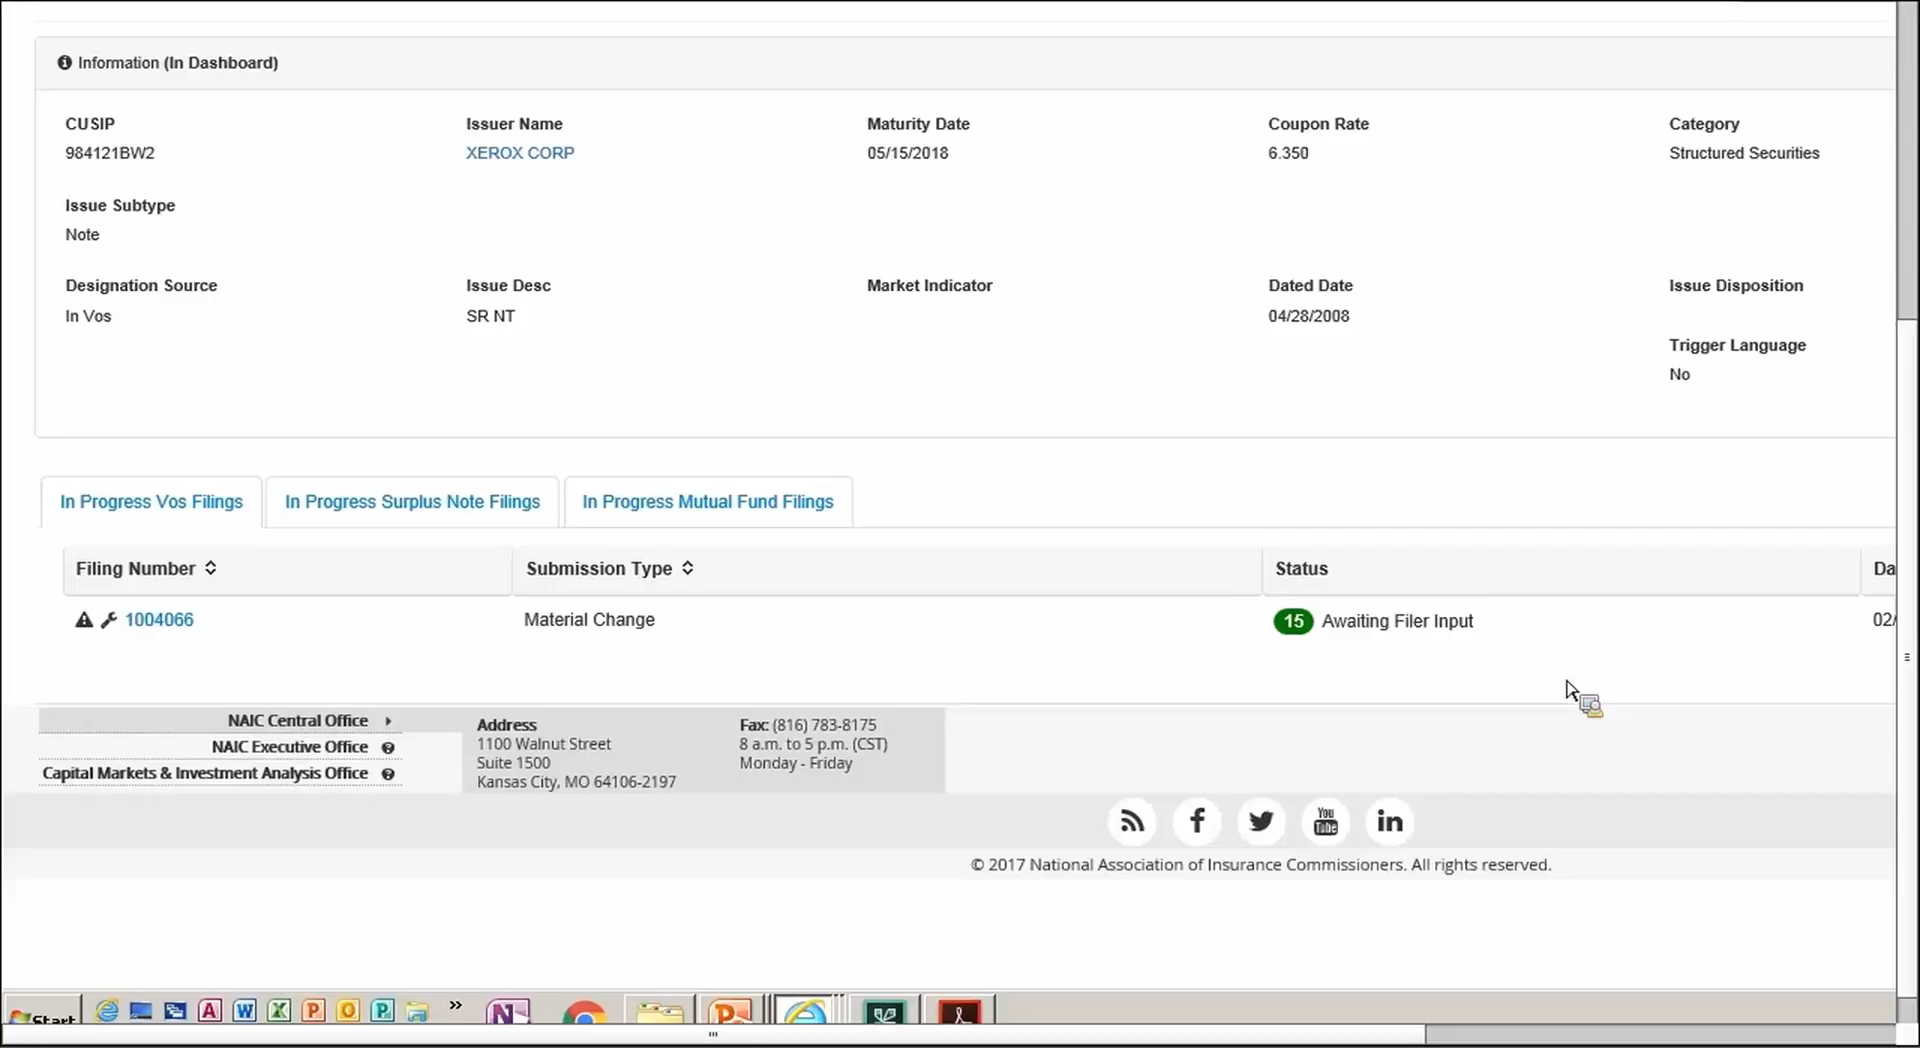 Information (In Dashboard)
CUSIP Issuer Name Maturity Date Coupon Rate Category
984121BW2 XEROX CORP 05/15/2018 6.350 Structured Securities
Issue Subtype
Note
Designation Source Issue Desc Market Indicator Dated Date Issue Disposition
In Vos SR NT 04/28/2008
Trigger Language
No
In Progress Vos Filings In Progress Surplus Note Filings In Progress Mutual Fund Filings
Filing Number Submission Type Status Da
1004066 Material Change 15 Awaiting Filer Input 02/
NAIC Central Office
NAIC Executive Office
Capital Markets & Investment Analysis Office
Address
1100 Walnut Street
Suite 1500
Kansas City, MO 64106-2197
Fax: (816) 783-8175
8 a.m. to 5 p.m. (CST)
Monday - Friday
You Tube
© 2017 National Association of Insurance Commissioners. All rights reserved.
Start